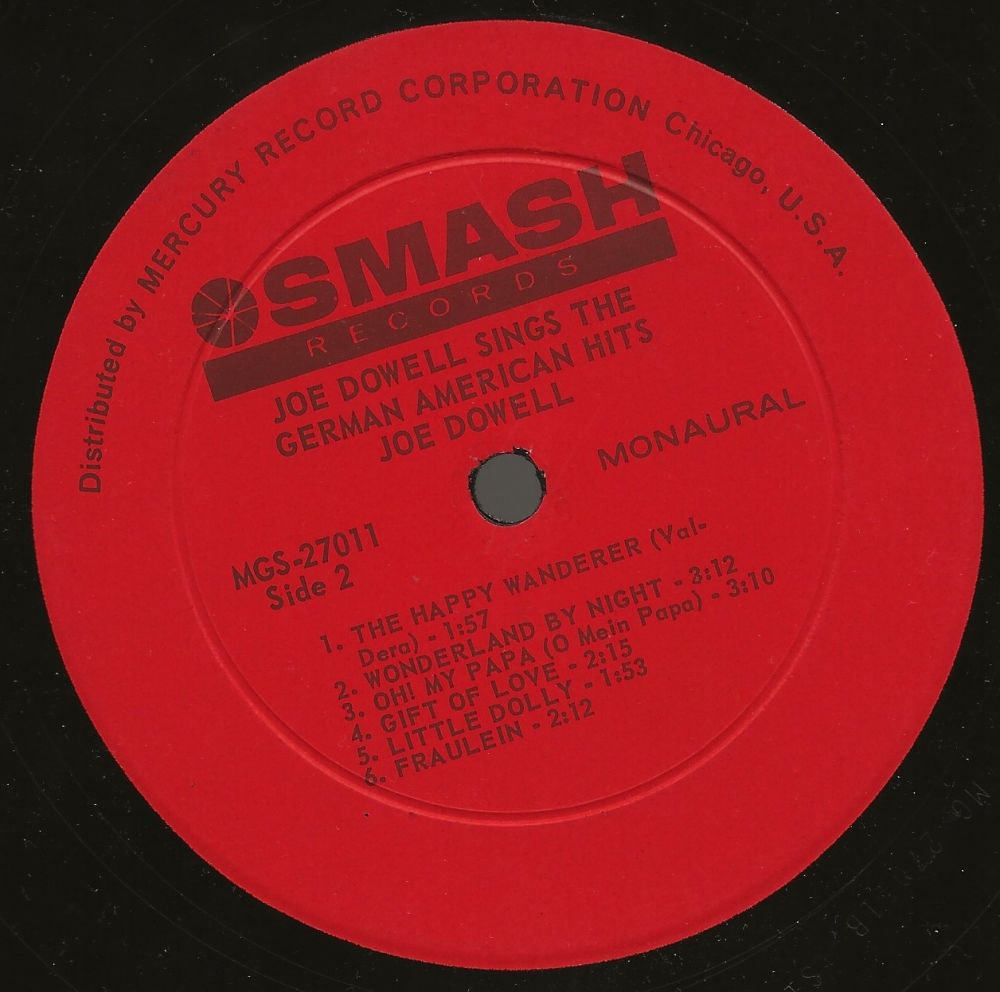 Distributed by MERCURY RECORD CORPORATION Chicago, U.S.A.
SMASH
RECORDS
JOE DOWELL SINGS THE
GERMAN AMERICAN HITS
JOE DOWELL
MONAURAL
MGS-27011
Side 2
1. THE HAPPY WANDERER (Val-
Dera) - 1:57
2. WONDERLAND BY NIGHT - 3:12
3. OH! MY PAPA (O Mein Papa) - 3:10
4. GIFT OF LOVE - 2:15
5. LITTLE DOLLY - 1:53
6. FRAULEIN - 2:12